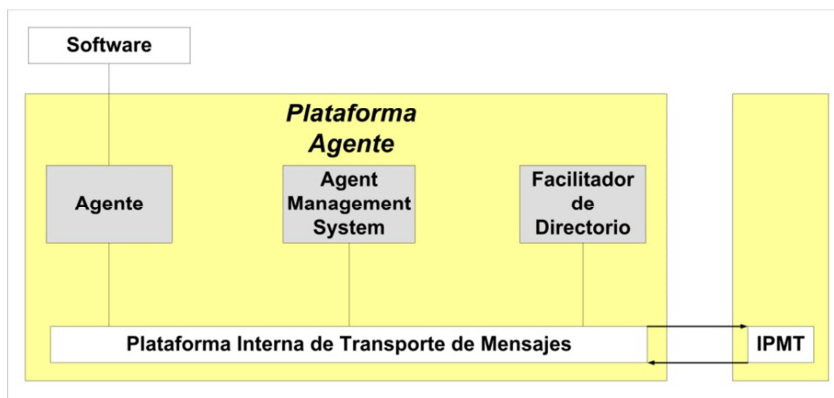 Software
Plataforma
Agente
Agente
Agent
Management
System
Facilitador
de
Directorio
Plataforma Interna de Transporte de Mensajes
IPMT